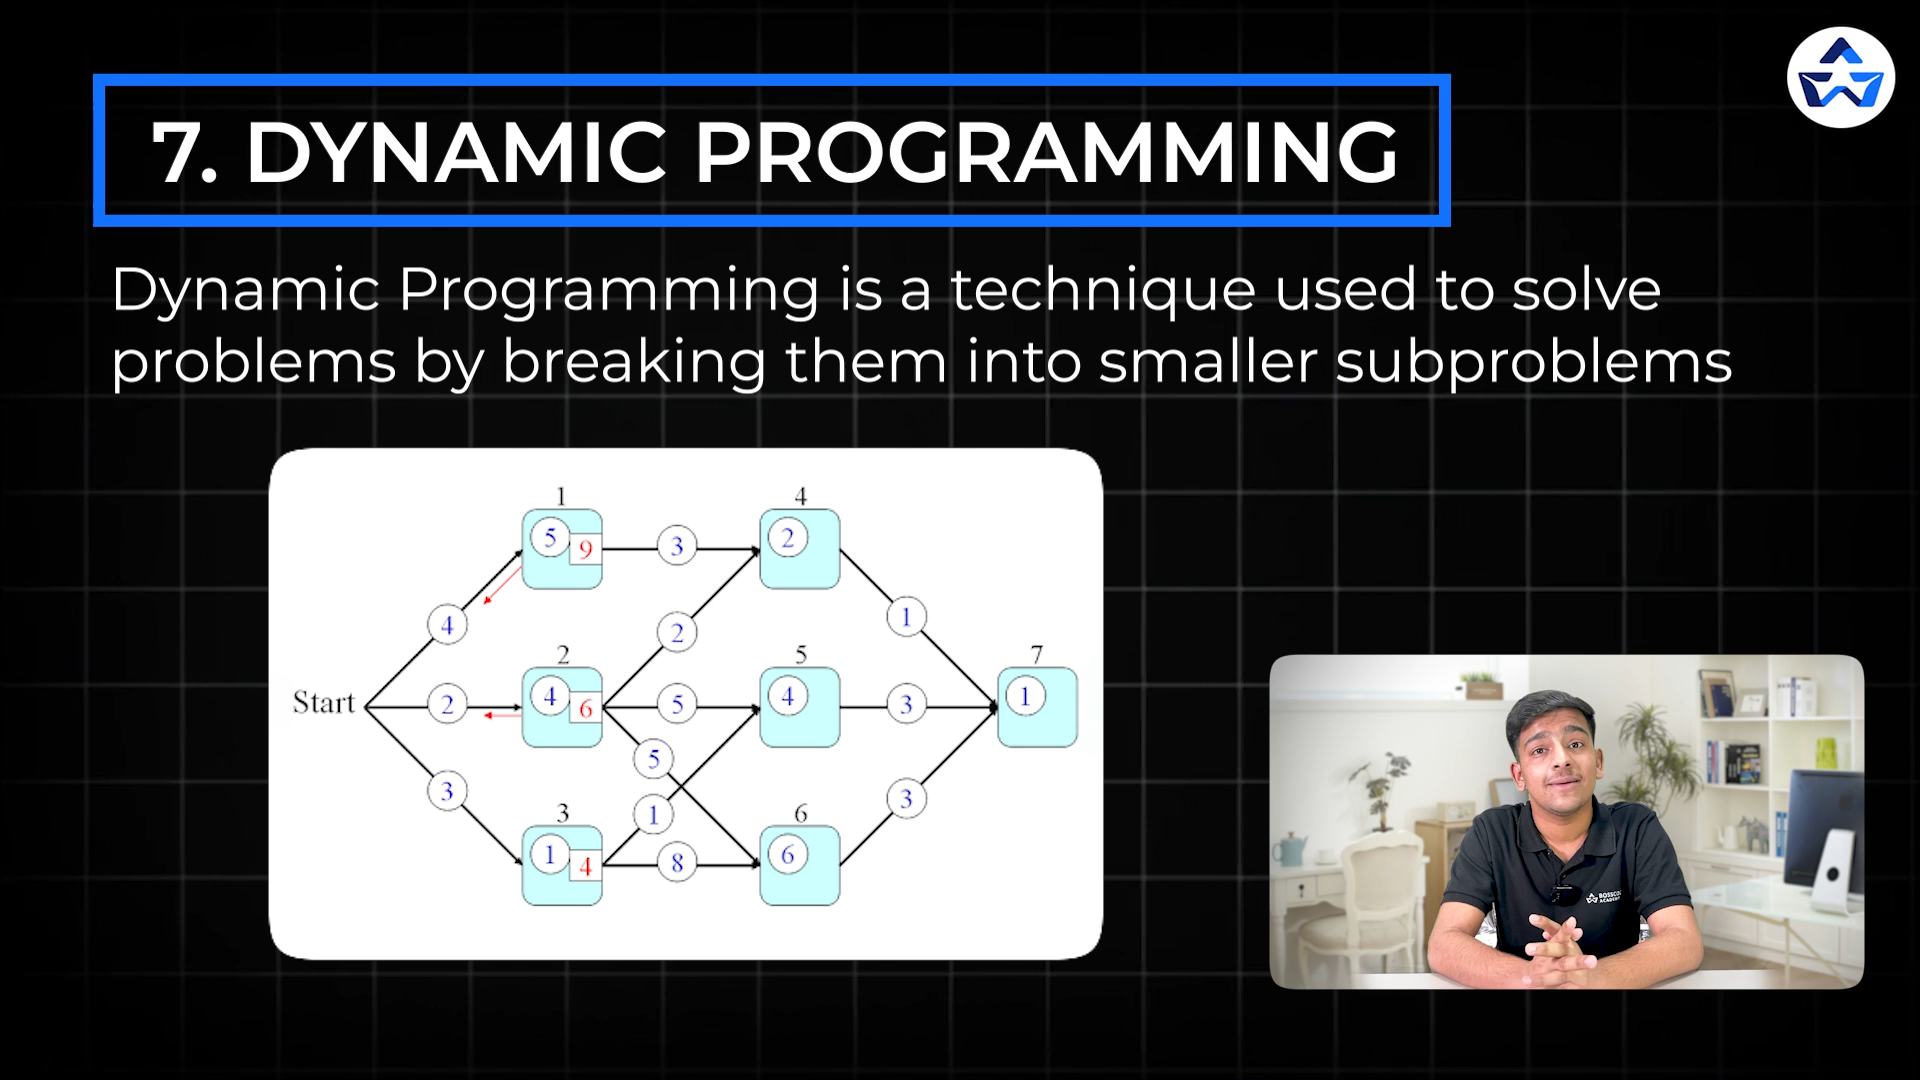 7. DYNAMIC PROGRAMMING
Dynamic Programming is a technique used to solve
problems by breaking them into smaller subproblems
1 4
5 9 3 2
4 2 1
2 5 7
Start 2 4 6 5 4 3 1
5
3 1 3
3 6
1 4 8 6
ACADEMY